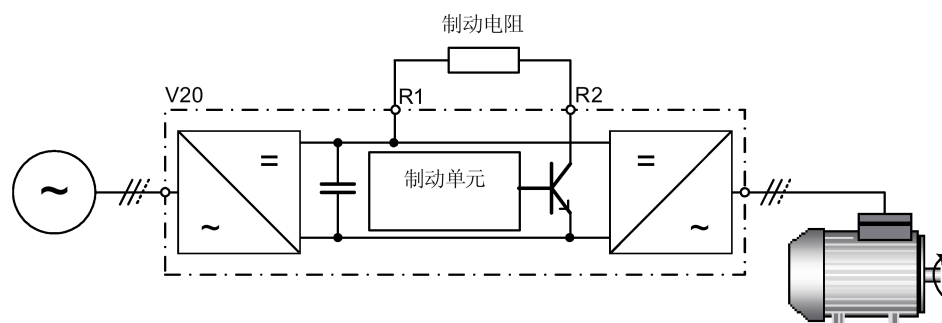 制动电阻
V20
R1
R2
=
=
制动单元
~
~
~